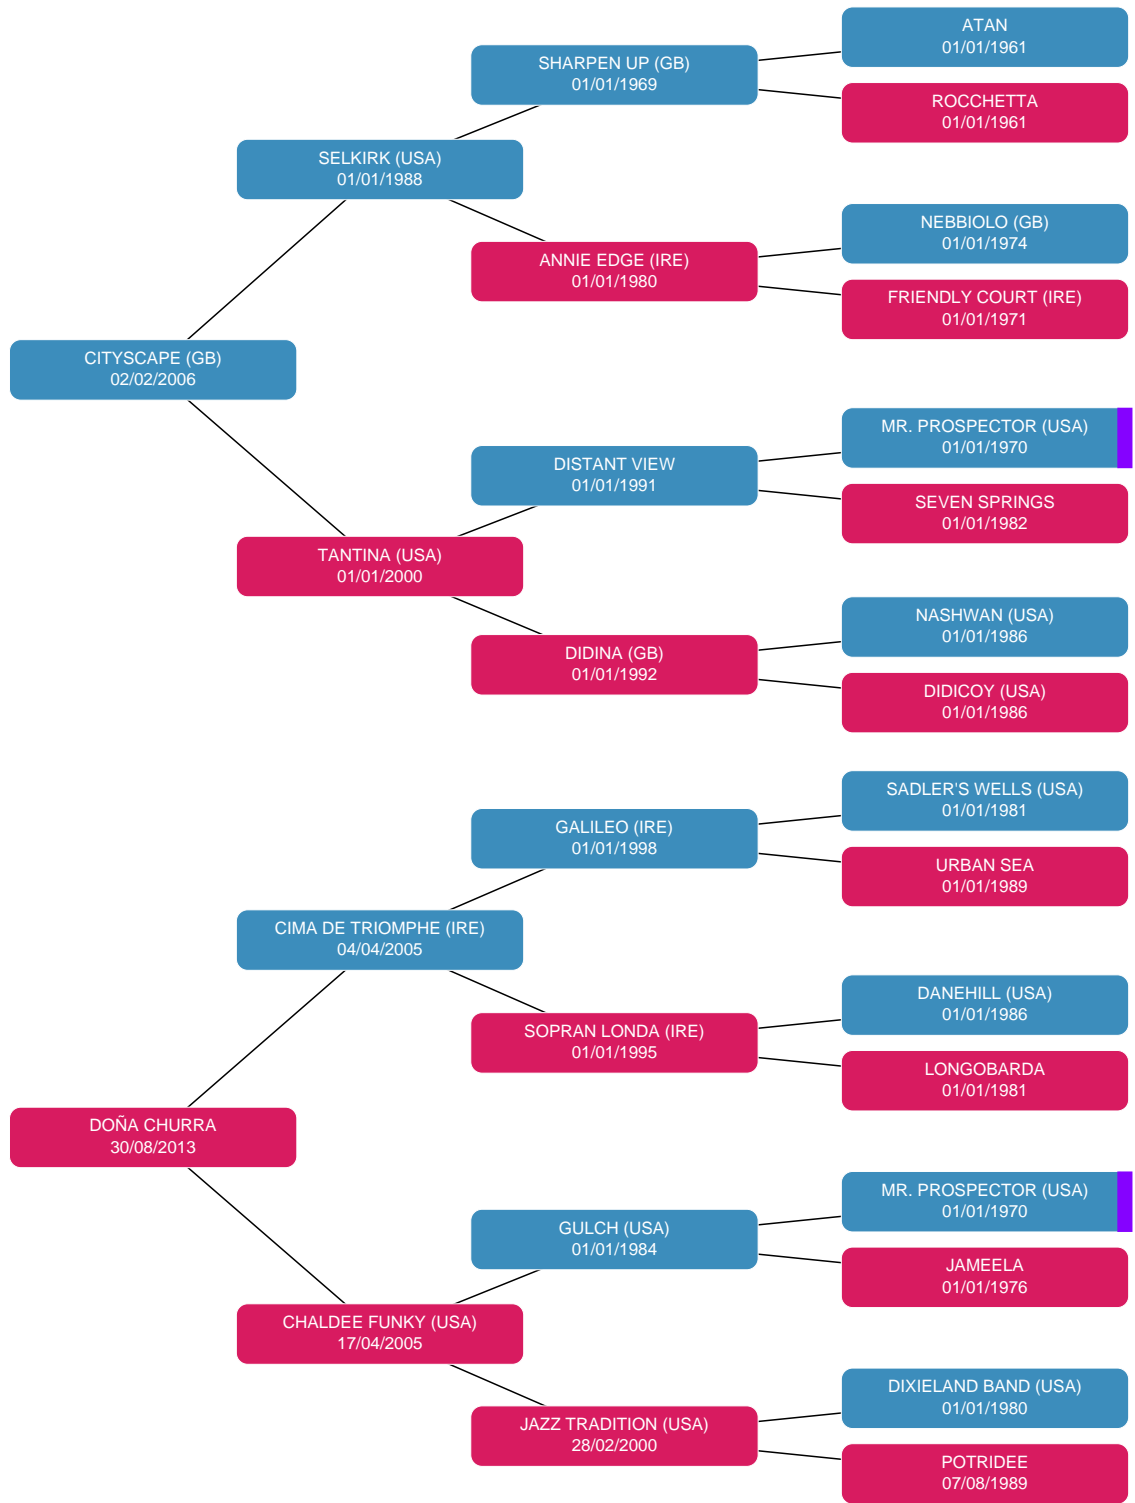 ATAN
01/01/1961
SHARPEN UP (GB)
01/01/1969
ROCCHETTA
01/01/1961
SELKIRK (USA)
01/01/1988
NEBBIOLO (GB)
01/01/1974
ANNIE EDGE (IRE)
01/01/1980
FRIENDLY COURT (IRE)
01/01/1971
CITYSCAPE (GB)
02/02/2006
MR. PROSPECTOR (USA)
01/01/1970
DISTANT VIEW
01/01/1991
SEVEN SPRINGS
01/01/1982
TANTINA (USA)
01/01/2000
NASHWAN (USA)
01/01/1986
DIDINA (GB)
01/01/1992
DIDICOY (USA)
01/01/1986
SADLER'S WELLS (USA)
01/01/1981
GALILEO (IRE)
01/01/1998
URBAN SEA
01/01/1989
CIMA DE TRIOMPHE (IRE)
04/04/2005
DANEHILL (USA)
01/01/1986
SOPRAN LONDA (IRE)
01/01/1995
LONGOBARDA
01/01/1981
DOÑA CHURRA
30/08/2013
MR. PROSPECTOR (USA)
01/01/1970
GULCH (USA)
01/01/1984
JAMEELA
01/01/1976
CHALDEE FUNKY (USA)
17/04/2005
DIXIELAND BAND (USA)
01/01/1980
JAZZ TRADITION (USA)
28/02/2000
POTRIDEE
07/08/1989